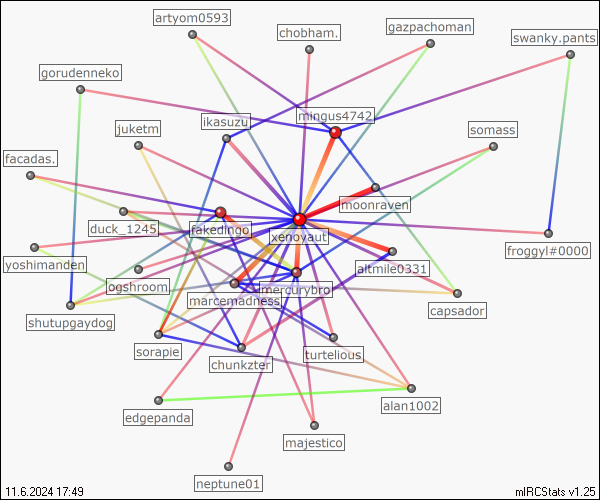 artyom0593
gazpachoman
chobham.
swanky.pants
gorudenneko
mingus4742
ikasuzu
juketm
somass
facadas.
moonraven
duck_1245
fakedingo
xenoyaut
froggyl#0000
yoshimanden
altmile0331
ogshroom
mercurybro
marcemadness
capsador
shutupgaydog
sorapie
turtelious
chunkzter
alan1002
edgepanda
majestico
neptune01
11.6.2024 17:49
mIRCStats v1.25